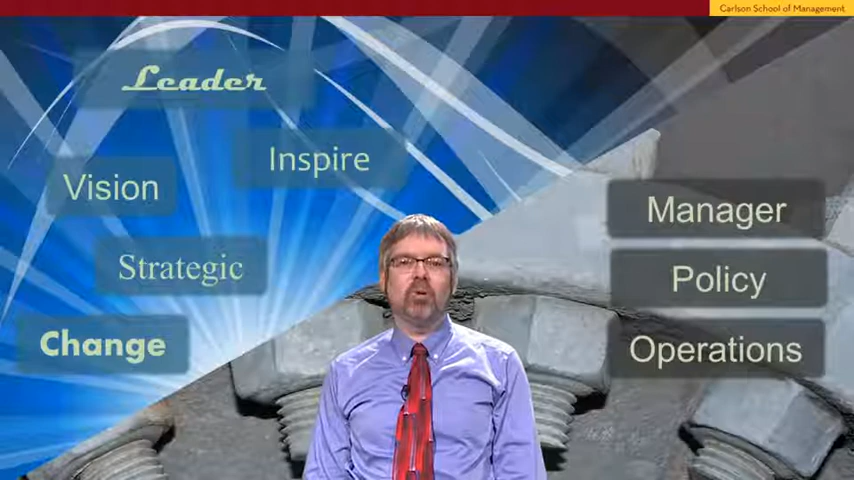 Carlson School of Management
Leader
Inspire
Vision
Strategic
Change
Manager
Policy
Operations